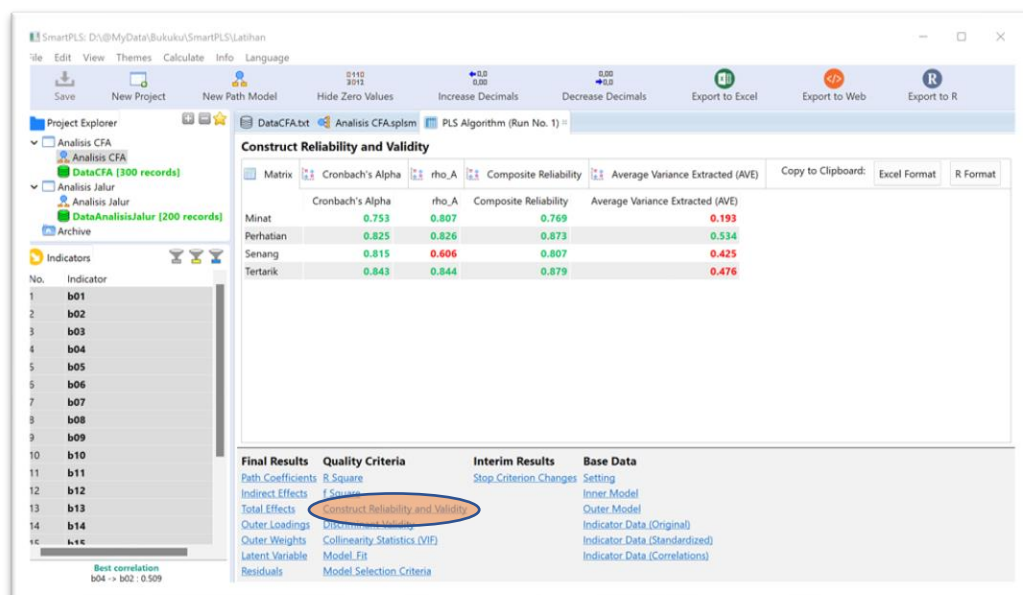 SmartPLS: D:\@MyData\Bukuku\SmartPLS\Latihan
File Edit View Themes Calculate Info Language
Save New Project New Path Model Hide Zero Values Increase Decimals Decrease Decimals Export to Excel Export to Web Export to R
Project Explorer
Analisis CFA
Analisis CFA
DataCFA [300 records]
Analisis Jalur
Analisis Jalur
DataAnalisisJalur [200 records]
Archive
Indicators
No. Indicator
1 b01
2 b02
3 b03
4 b04
5 b05
6 b06
7 b07
8 b08
9 b09
10 b10
11 b11
12 b12
13 b13
14 b14
15 b15
Best correlation
b04 -> b02 : 0.509
DataCFA.txt Analisis CFA.splsm PLS Algorithm (Run No. 1)
Construct Reliability and Validity
Matrix Cronbach's Alpha rho_A Composite Reliability Average Variance Extracted (AVE) Copy to Clipboard: Excel Format R Format
Cronbach's Alpha rho_A Composite Reliability Average Variance Extracted (AVE)
Minat 0.753 0.807 0.769 0.193
Perhatian 0.825 0.826 0.873 0.534
Senang 0.815 0.606 0.807 0.425
Tertarik 0.843 0.844 0.879 0.476
Final Results Quality Criteria Interim Results Base Data
Path Coefficients R Square Stop Criterion Changes Setting
Indirect Effects f Square Inner Model
Total Effects Construct Reliability and Validity Outer Model
Outer Loadings Discriminant Validity Indicator Data (Original)
Outer Weights Collinearity Statistics (VIF) Indicator Data (Standardized)
Latent Variable Model_Fit Indicator Data (Correlations)
Residuals Model Selection Criteria